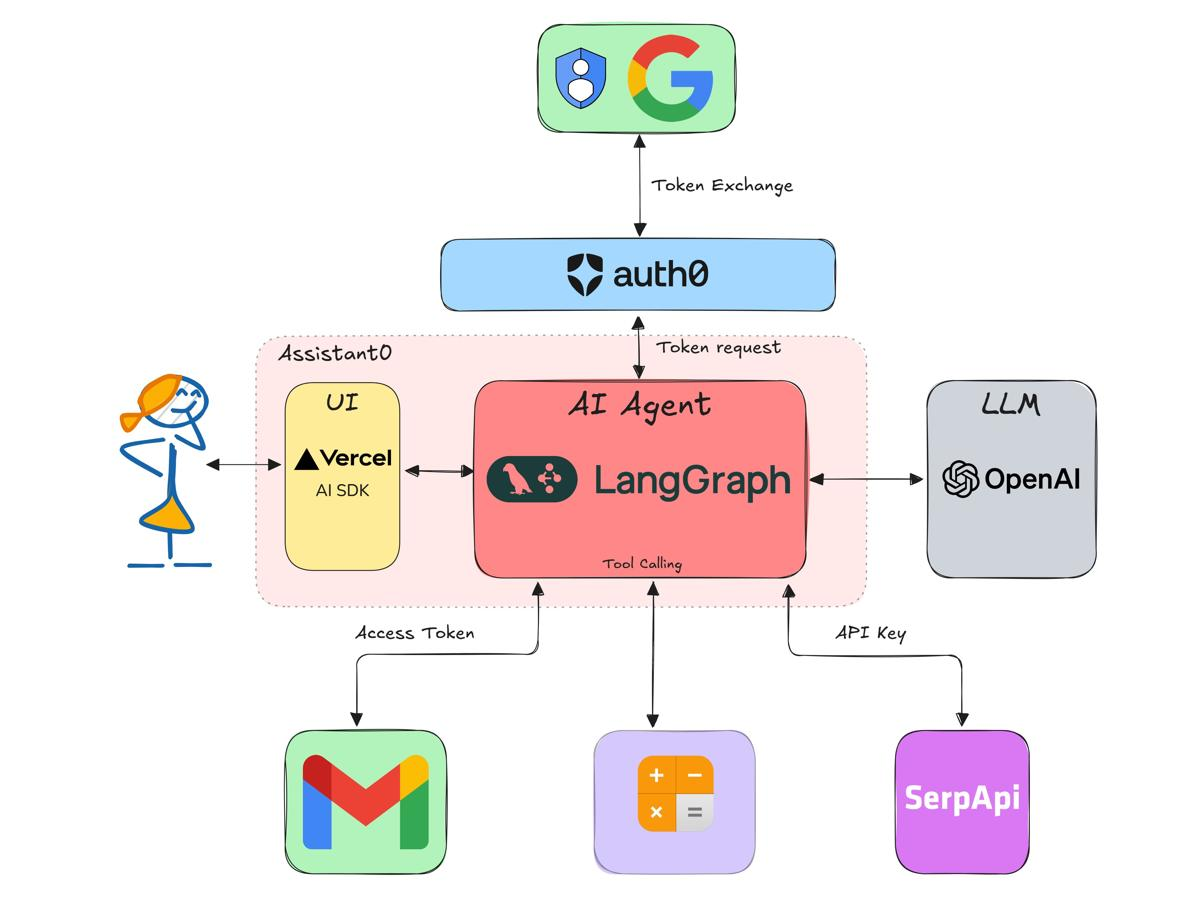 Token Exchange
auth0
Token request
Assistant0
UI
Vercel
AI SDK
AI Agent
LangGraph
Tool Calling
LLM
OpenAI
Access Token
API Key
+ −
× =
SerpApi